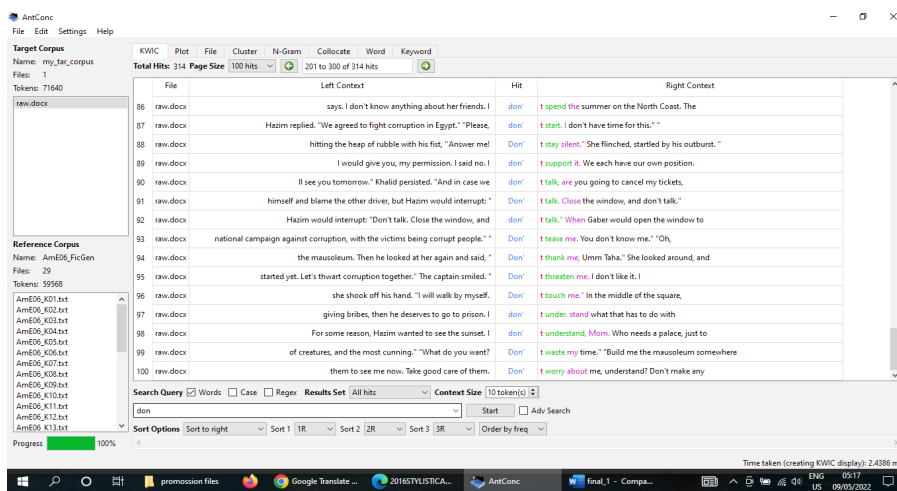 AntConc
File Edit Settings Help
Target Corpus
Name: my_tar_corpus
Files: 1
Tokens: 71640
raw.docx
Reference Corpus
Name: AmE06_FicGen
Files: 29
Tokens: 59568
AmE06_K01.txt
AmE06_K02.txt
AmE06_K03.txt
AmE06_K04.txt
AmE06_K05.txt
AmE06_K06.txt
AmE06_K07.txt
AmE06_K08.txt
AmE06_K09.txt
AmE06_K10.txt
AmE06_K11.txt
AmE06_K12.txt
AmE06 K13.txt
Progress 100%
KWIC Plot File Cluster N-Gram Collocate Word Keyword
Total Hits: 314 Page Size 100 hits 201 to 300 of 314 hits
File Left Context Hit Right Context
86 raw.docx says. I don't know anything about her friends. I don' t spend the summer on the North Coast. The
87 raw.docx Hazim replied. "We agreed to fight corruption in Egypt." "Please, don' t start. I don't have time for this." "
88 raw.docx hitting the heap of rubble with his fist, "Answer me! Don' t stay silent." She flinched, startled by his outburst. "
89 raw.docx I would give you, my permission. I said no. I don' t support it. We each have our own position.
90 raw.docx ll see you tomorrow." Khalid persisted. "And in case we don' t talk, are you going to cancel my tickets,
91 raw.docx himself and blame the other driver, but Hazim would interrupt: " Don' t talk. Close the window, and don't talk."
92 raw.docx Hazim would interrupt: "Don't talk. Close the window, and don' t talk." When Gaber would open the window to
93 raw.docx national campaign against corruption, with the victims being corrupt people." " Don' t tease me. You don't know me." "Oh,
94 raw.docx the mausoleum. Then he looked at her again and said, " Don' t thank me, Umm Taha." She looked around, and
95 raw.docx started yet. Let's thwart corruption together." The captain smiled. " Don' t threaten me. I don't like it. I
96 raw.docx she shook off his hand. "I will walk by myself. Don' t touch me." In the middle of the square,
97 raw.docx giving bribes, then he deserves to go to prison. I don' t under. stand what that has to do with
98 raw.docx For some reason, Hazim wanted to see the sunset. I don' t understand, Mom. Who needs a palace, just to
99 raw.docx of creatures, and the most cunning." "What do you want? Don' t waste my time." "Build me the mausoleum somewhere
100 raw.docx them to see me now. Take good care of them. Don' t worry about me, understand? Don't make any
Search Query Words Case Regex Results Set All hits Context Size 10 token(s)
don Start Adv Search
Sort Options Sort to right Sort 1 1R Sort 2 2R Sort 3 3R Order by freq
Time taken (creating KWIC display): 2.4386 m
promossion files Google Translate ... 2016STYLISTICA... AntConc final_1 - Compa... ENG 05:17
US 09/05/2022